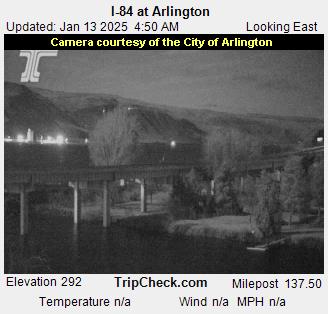 I-84 at Arlington
Updated: Jan 13 2025 4:50 AM Looking East
Camera courtesy of the City of Arlington
Elevation 292 TripCheck.com Milepost 137.50
Temperature n/a Wind n/a MPH n/a